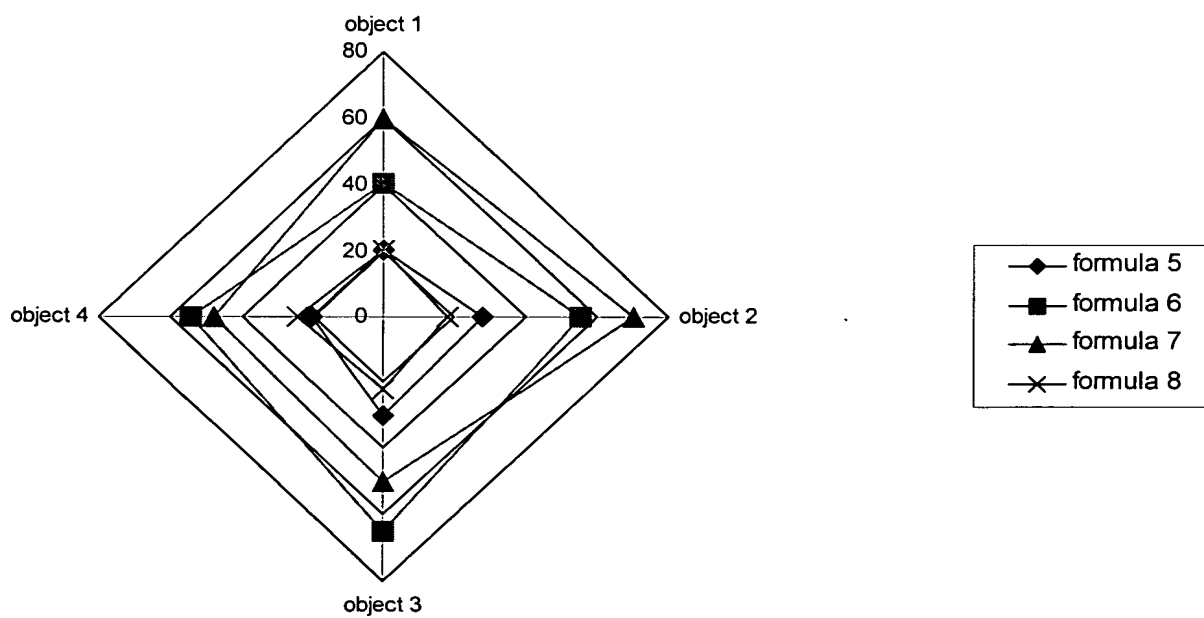 object 1
80
60
40
20
0
object 4
object 2
object 3
formula 5
formula 6
formula 7
formula 8